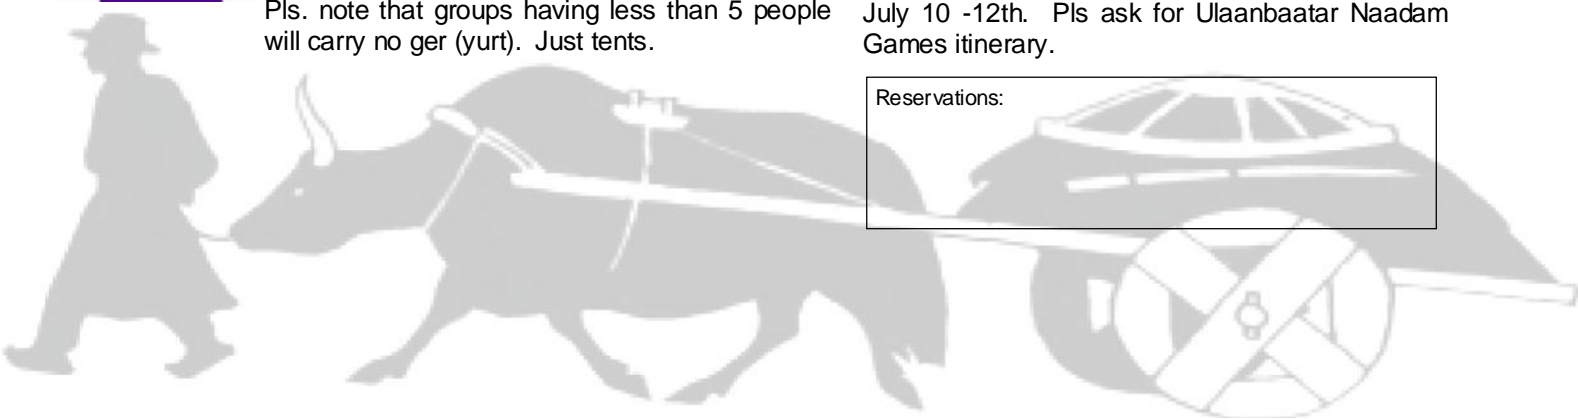 Pls. note that groups having less than 5 people
will carry no ger (yurt).  Just tents.
July 10 -12th.  Pls ask for Ulaanbaatar Naadam
Games itinerary.
Reservations: